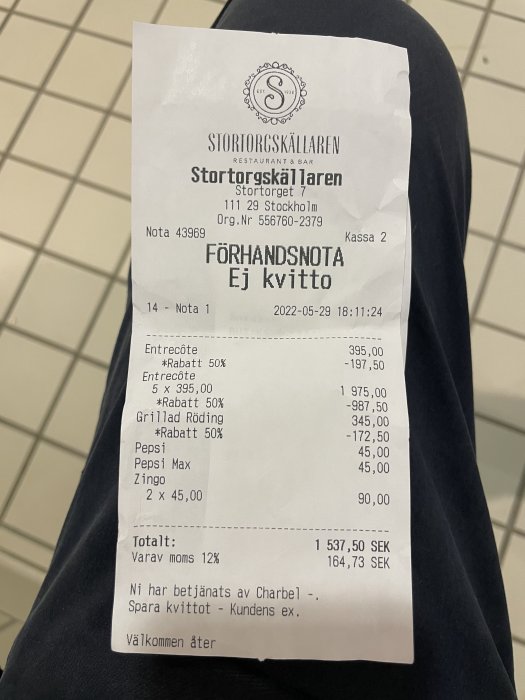 S
STORTORGSKÄLLAREN
RESTAURANT & BAR
Stortorgskällaren
Stortorget 7
111 29 Stockholm
Org.Nr 556760-2379
Nota 43969 Kassa 2
FÖRHANDSNOTA
Ej kvitto
14 - Nota 1 2022-05-29 18:11:24
Entrecôte 395,00
*Rabatt 50% -197,50
Entrecôte
5 x 395,00 1 975,00
*Rabatt 50% -987,50
Grillad Röding 345,00
*Rabatt 50% -172,50
Pepsi 45,00
Pepsi Max 45,00
Zingo
2 x 45,00 90,00
Totalt: 1 537,50 SEK
Varav moms 12% 164,73 SEK
Ni har betjänats av Charbel -.
Spara kvittot - Kundens ex.
Välkommen åter